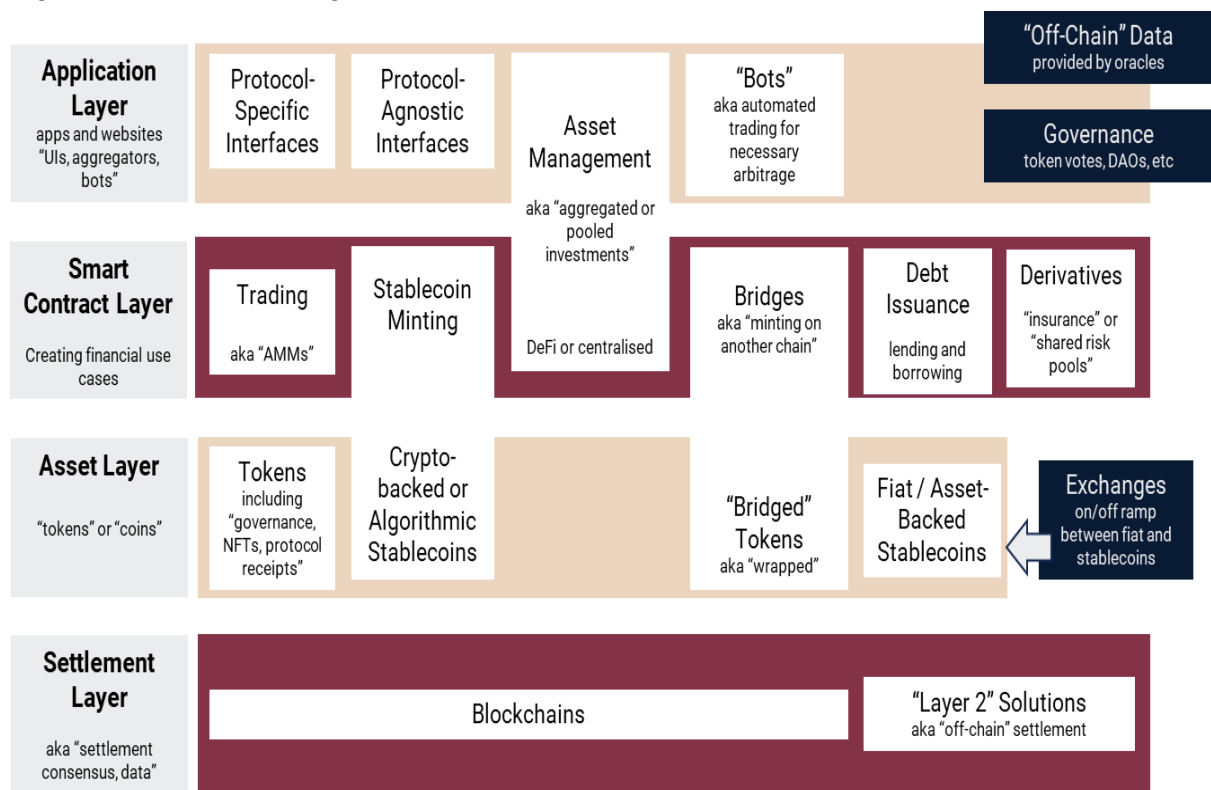 Application
Layer
apps and websites
“UIs, aggregators,
bots”
Protocol-
Specific
Interfaces
Protocol-
Agnostic
Interfaces
Asset
Management
aka “aggregated or
pooled
investments”
DeFi or centralised
“Bots”
aka automated
trading for
necessary
arbitrage
“Off-Chain” Data
provided by oracles
Governance
token votes, DAOs, etc
Smart
Contract Layer
Creating financial use
cases
Trading
aka “AMMs”
Stablecoin
Minting
Bridges
aka “minting on
another chain”
Debt
Issuance
lending and
borrowing
Derivatives
“insurance” or
“shared risk
pools”
Asset Layer
“tokens” or “coins”
Tokens
including
“governance,
NFTs, protocol
receipts”
Crypto-
backed or
Algorithmic
Stablecoins
“Bridged”
Tokens
aka “wrapped”
Fiat / Asset-
Backed
Stablecoins
Exchanges
on/off ramp
between fiat and
stablecoins
Settlement
Layer
aka “settlement
consensus, data”
Blockchains
“Layer 2” Solutions
aka “off-chain” settlement